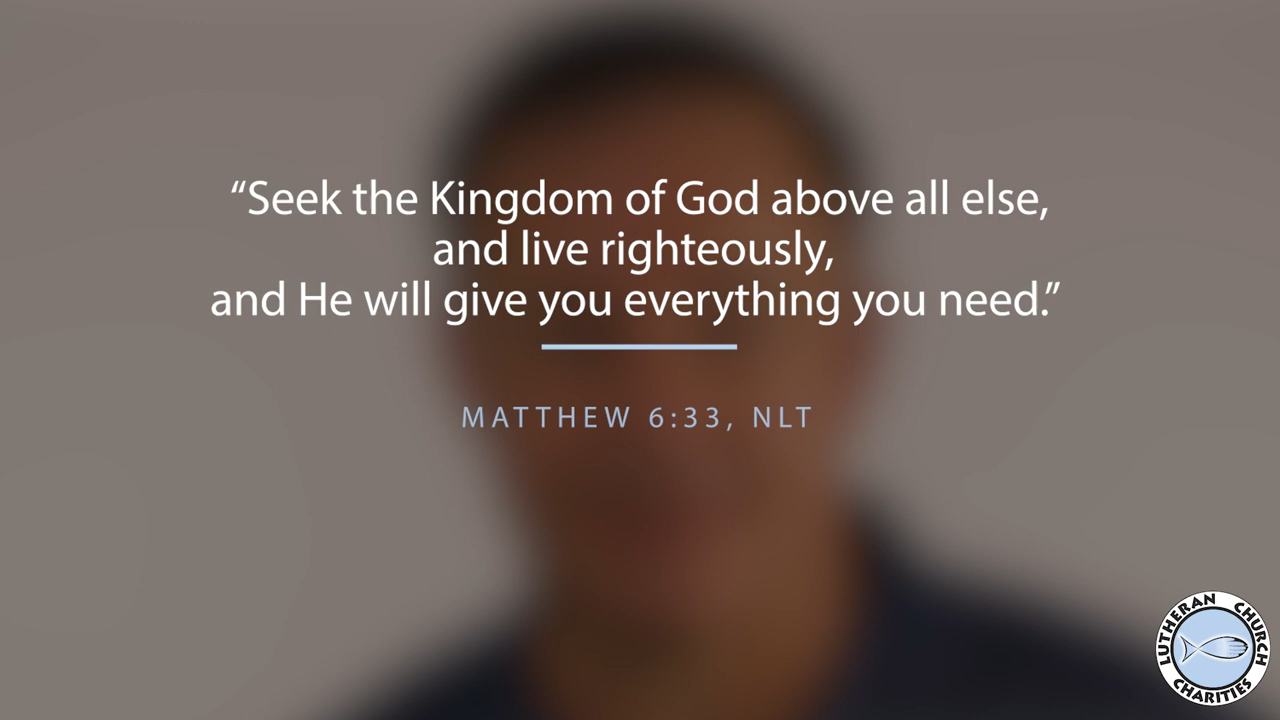 “Seek the Kingdom of God above all else,
and live righteously,
and He will give you everything you need.”
MATTHEW 6:33, NLT
LUTHERAN CHURCH
CHARITIES